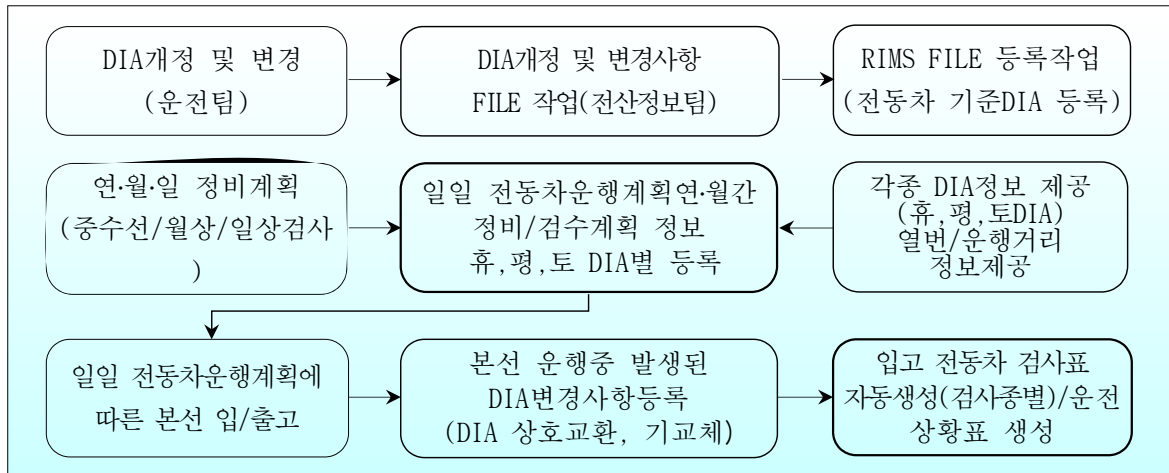 DIA개정 및 변경
(운전팀)
DIA개정 및 변경사항
FILE 작업(전산정보팀)
RIMS FILE 등록작업
(전동차 기준DIA 등록)
연·월·일 정비계획
(중수선/월상/일상검사
)
일일 전동차운행계획연·월간
정비/검수계획 정보
휴,평,토 DIA별 등록
각종 DIA정보 제공
(휴,평,토DIA)
열번/운행거리
정보제공
일일 전동차운행계획에
따른 본선 입/출고
본선 운행중 발생된
DIA변경사항등록
(DIA 상호교환, 기교체)
입고 전동차 검사표
자동생성(검사종별)/운전
상황표 생성